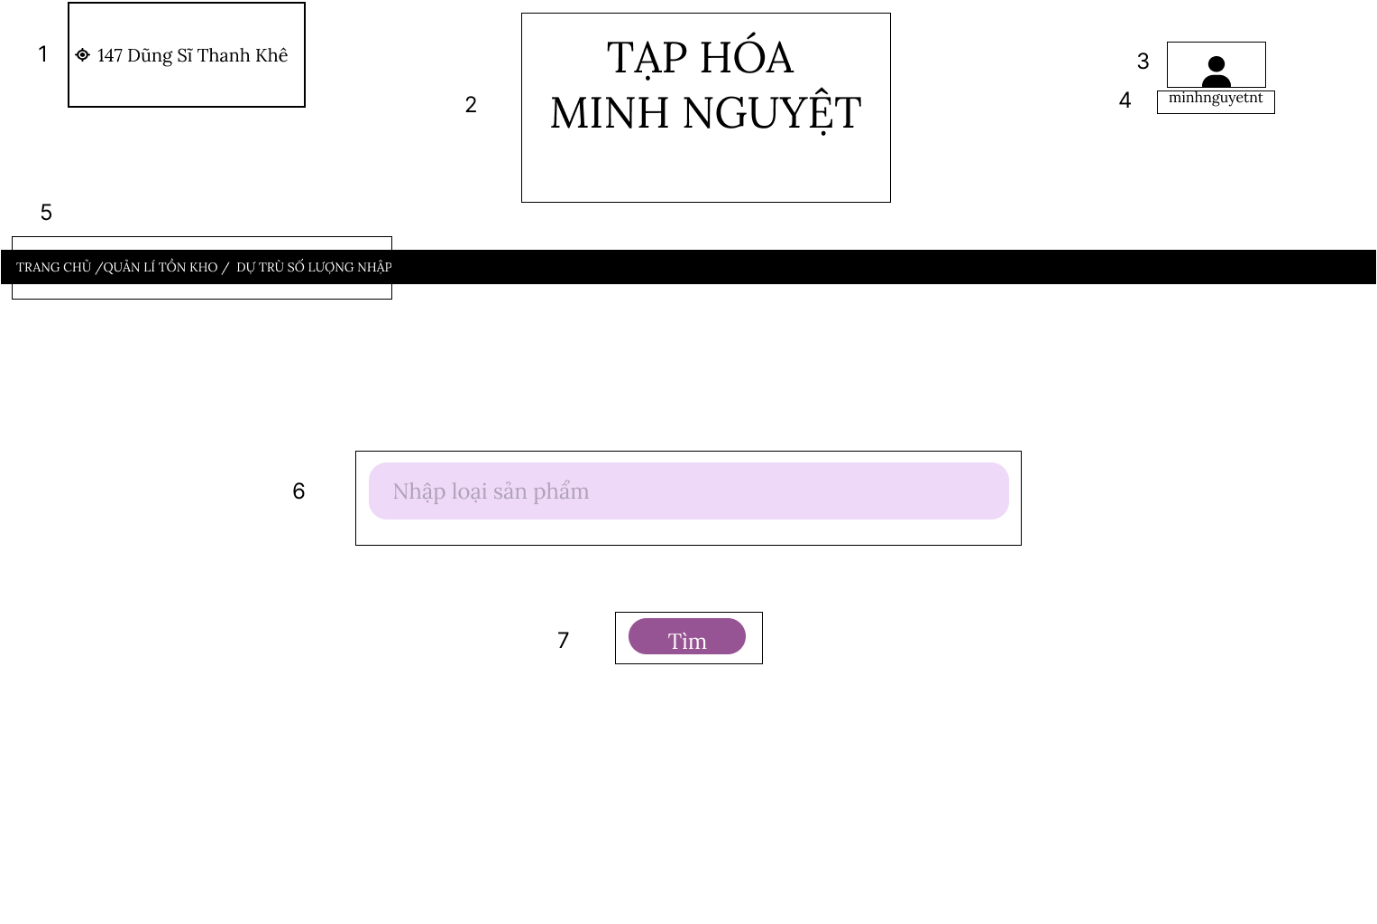 1
147 Dũng Sĩ Thanh Khê
2
TẠP HÓA
MINH NGUYỆT
3
4
minhnguyetnt
5
TRANG CHỦ /QUẢN LÍ TỒN KHO / DỰ TRÙ SỐ LƯỢNG NHẬP
6
Nhập loại sản phẩm
7
Tìm